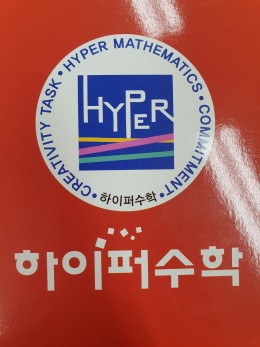 CREATIVITY TASK • HYPER MATHEMATICS • COMMITMENT •
HYPER
하이퍼수학
하이퍼수학